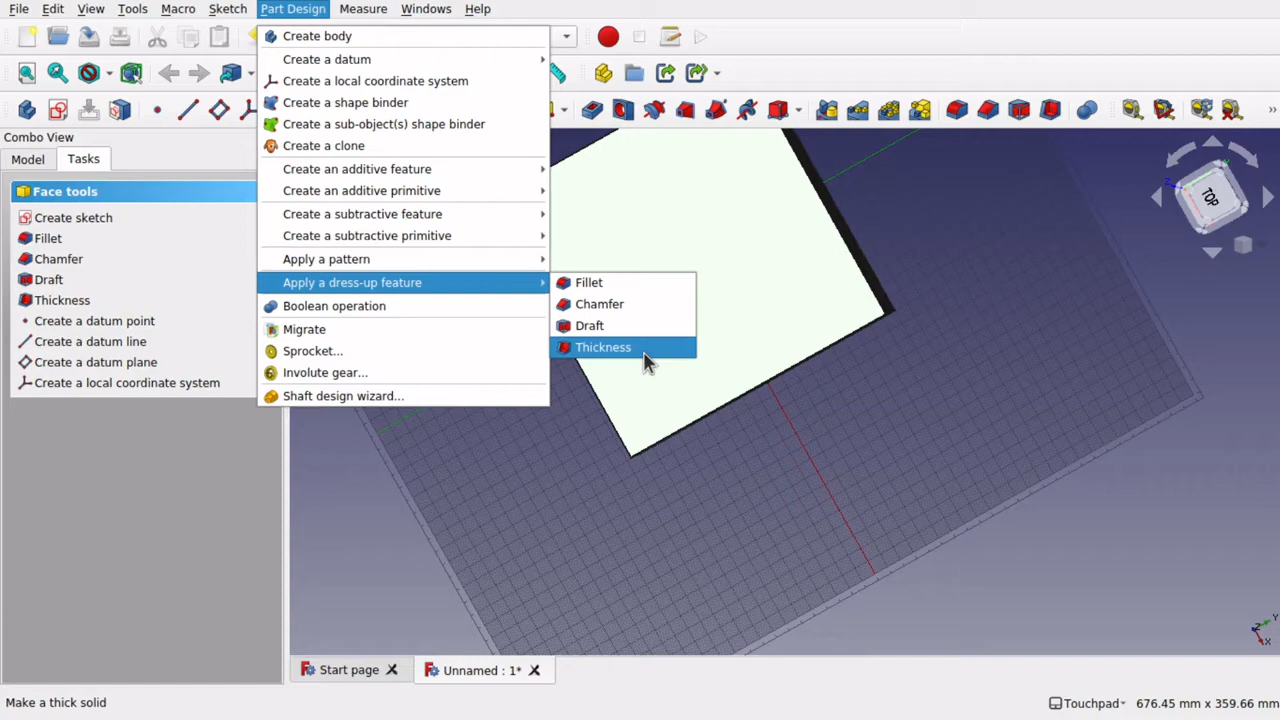 File Edit View Tools Macro Sketch Part Design Measure Windows Help
Combo View
Model Tasks
Face tools
Create sketch
Fillet
Chamfer
Draft
Thickness
Create a datum point
Create a datum line
Create a datum plane
Create a local coordinate system
Create body
Create a datum
Create a local coordinate system
Create a shape binder
Create a sub-object(s) shape binder
Create a clone
Create an additive feature
Create an additive primitive
Create a subtractive feature
Create a subtractive primitive
Apply a pattern
Apply a dress-up feature
Boolean operation
Migrate
Sprocket...
Involute gear...
Shaft design wizard...
Fillet
Chamfer
Draft
Thickness
TOP
Z
Y
Z
Y
X
Start page Unnamed : 1*
Make a thick solid Touchpad 676.45 mm x 359.66 mm